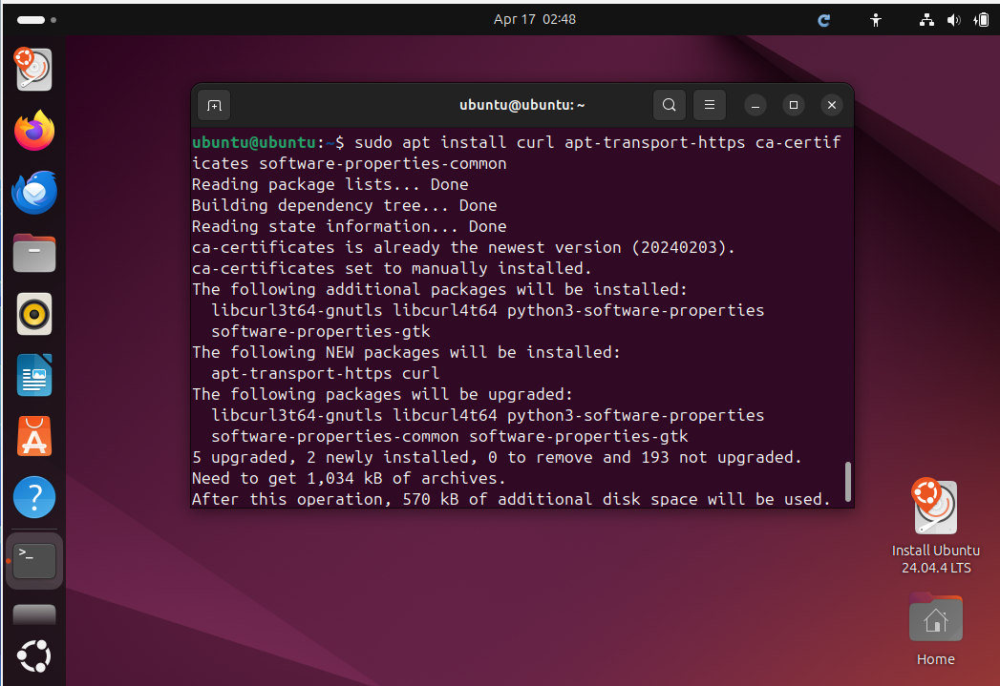 Apr 17 02:48
ubuntu@ubuntu: ~
ubuntu@ubuntu:~$ sudo apt install curl apt-transport-https ca-certif
icates software-properties-common
Reading package lists... Done
Building dependency tree... Done
Reading state information... Done
ca-certificates is already the newest version (20240203).
ca-certificates set to manually installed.
The following additional packages will be installed:
  libcurl3t64-gnutls libcurl4t64 python3-software-properties
  software-properties-gtk
The following NEW packages will be installed:
  apt-transport-https curl
The following packages will be upgraded:
  libcurl3t64-gnutls libcurl4t64 python3-software-properties
  software-properties-common software-properties-gtk
5 upgraded, 2 newly installed, 0 to remove and 193 not upgraded.
Need to get 1,034 kB of archives.
After this operation, 570 kB of additional disk space will be used.
Install Ubuntu
24.04.4 LTS
Home